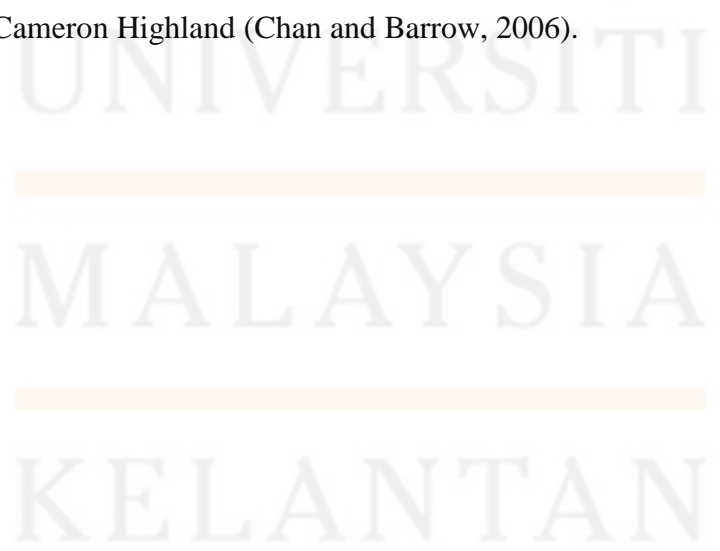 Cameron Highland (Chan and Barrow, 2006).
UNIVERSITI
MALAYSIA
KELANTAN